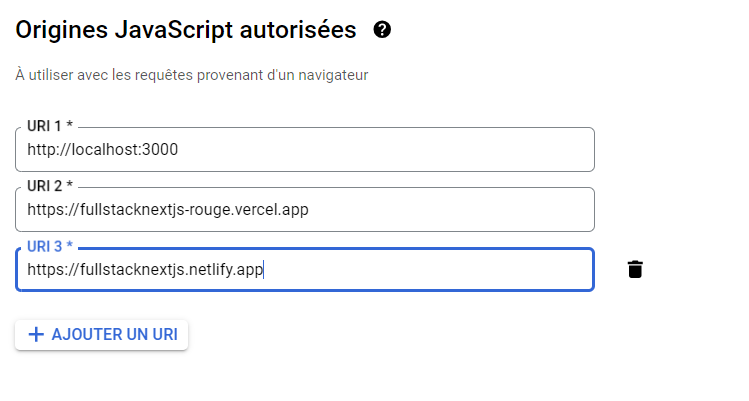 Origines JavaScript autorisées ?
À utiliser avec les requêtes provenant d'un navigateur
URI 1 *
http://localhost:3000
URI 2 *
https://fullstacknextjs-rouge.vercel.app
URI 3 *
https://fullstacknextjs.netlify.app
+ AJOUTER UN URI